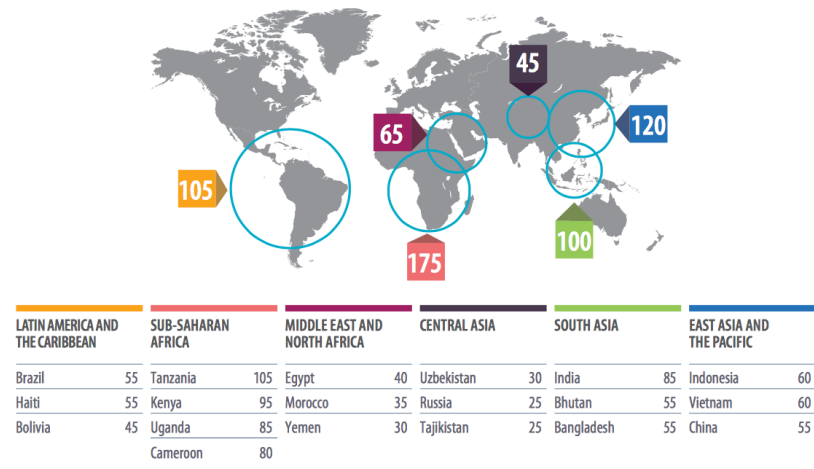 45
120
65
105
100
175
LATIN AMERICA AND
THE CARIBBEAN
Brazil 55
Haiti 55
Bolivia 45
SUB-SAHARAN
AFRICA
Tanzania 105
Kenya 95
Uganda 85
Cameroon 80
MIDDLE EAST AND
NORTH AFRICA
Egypt 40
Morocco 35
Yemen 30
CENTRAL ASIA
Uzbekistan 30
Russia 25
Tajikistan 25
SOUTH ASIA
India 85
Bhutan 55
Bangladesh 55
EAST ASIA AND
THE PACIFIC
Indonesia 60
Vietnam 60
China 55